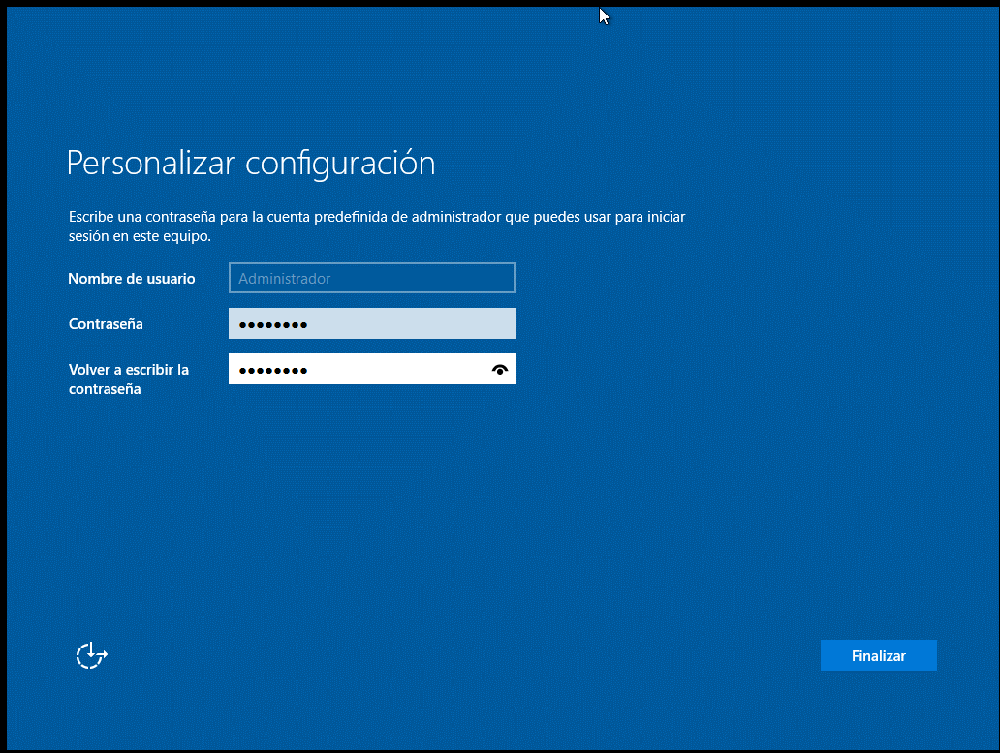 Personalizar configuración
Escribe una contraseña para la cuenta predefinida de administrador que puedes usar para iniciar
sesión en este equipo.
Nombre de usuario
Administrador
Contraseña
••••••••
Volver a escribir la
contraseña
••••••••
Finalizar